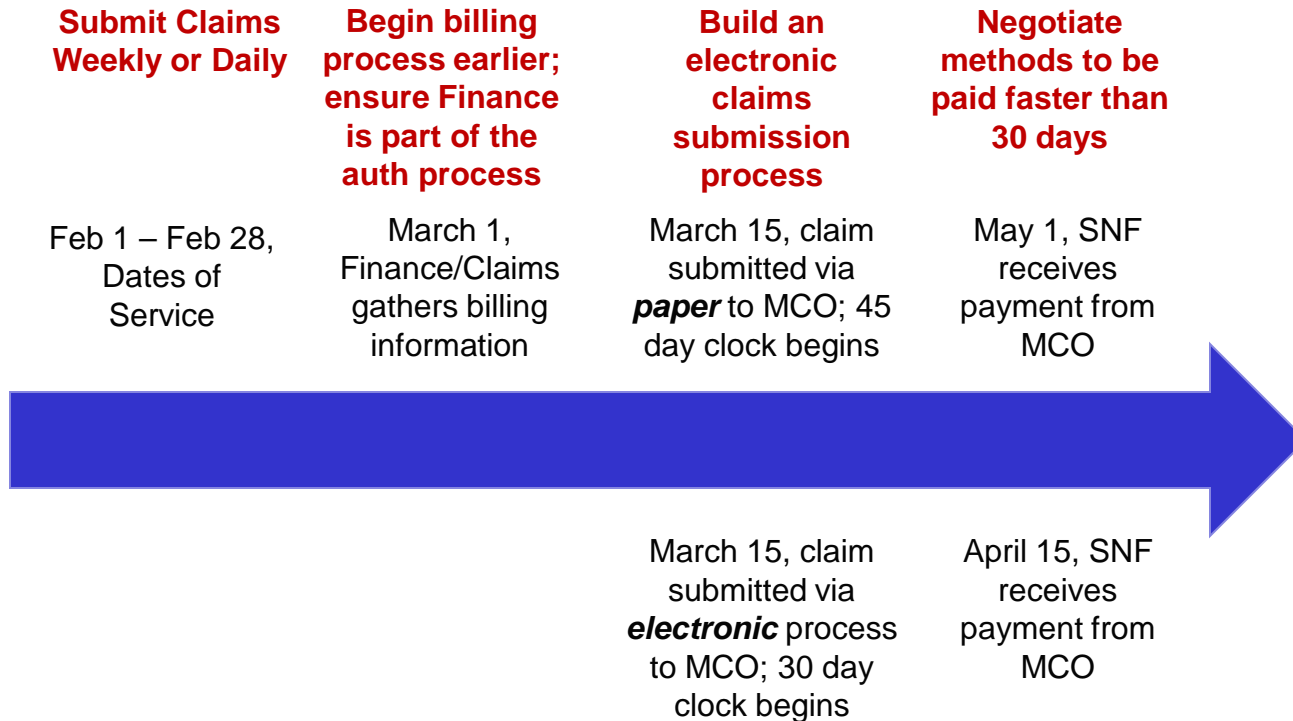 Submit Claims
Weekly or Daily
Begin billing
process earlier;
ensure Finance
is part of the
auth process
Build an
electronic
claims
submission
process
Negotiate
methods to be
paid faster than
30 days
Feb 1 – Feb 28,
Dates of
Service
March 1,
Finance/Claims
gathers billing
information
March 15, claim
submitted via
paper to MCO; 45
day clock begins
May 1, SNF
receives
payment from
MCO
March 15, claim
submitted via
electronic process
to MCO; 30 day
clock begins
April 15, SNF
receives
payment from
MCO